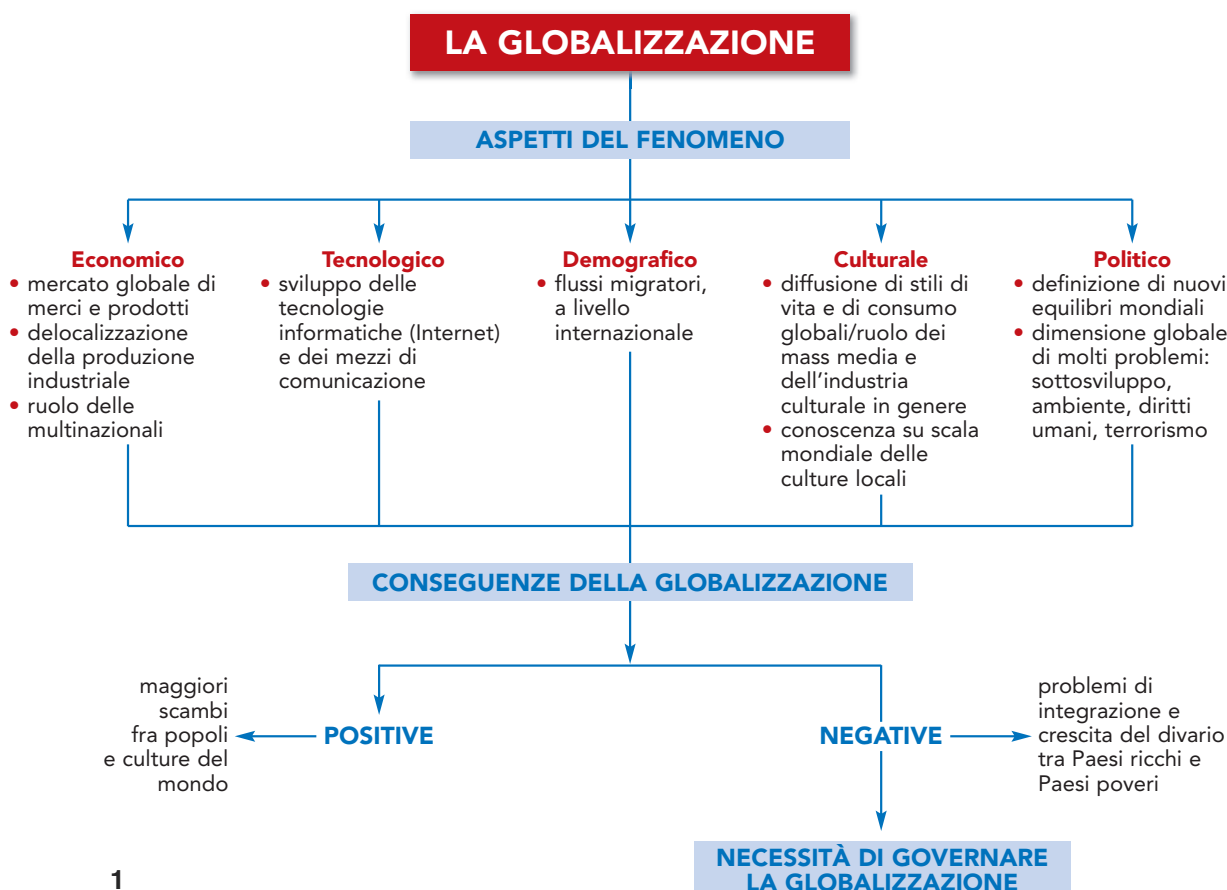 LA GLOBALIZZAZIONE
ASPETTI DEL FENOMENO
Economico
• mercato globale di
merci e prodotti
• delocalizzazione
della produzione
industriale
• ruolo delle
multinazionali
Tecnologico
• sviluppo delle
tecnologie
informatiche (Internet)
e dei mezzi di
comunicazione
Demografico
• flussi migratori,
a livello
internazionale
Culturale
• diffusione di stili di
vita e di consumo
globali/ruolo dei
mass media e
dell’industria
culturale in genere
• conoscenza su scala
mondiale delle
culture locali
Politico
• definizione di nuovi
equilibri mondiali
• dimensione globale
di molti problemi:
sottosviluppo,
ambiente, diritti
umani, terrorismo
CONSEGUENZE DELLA GLOBALIZZAZIONE
maggiori
scambi
fra popoli
e culture del
mondo
POSITIVE
NEGATIVE
problemi di
integrazione e
crescita del divario
tra Paesi ricchi e
Paesi poveri
NECESSITÀ DI GOVERNARE
LA GLOBALIZZAZIONE
1